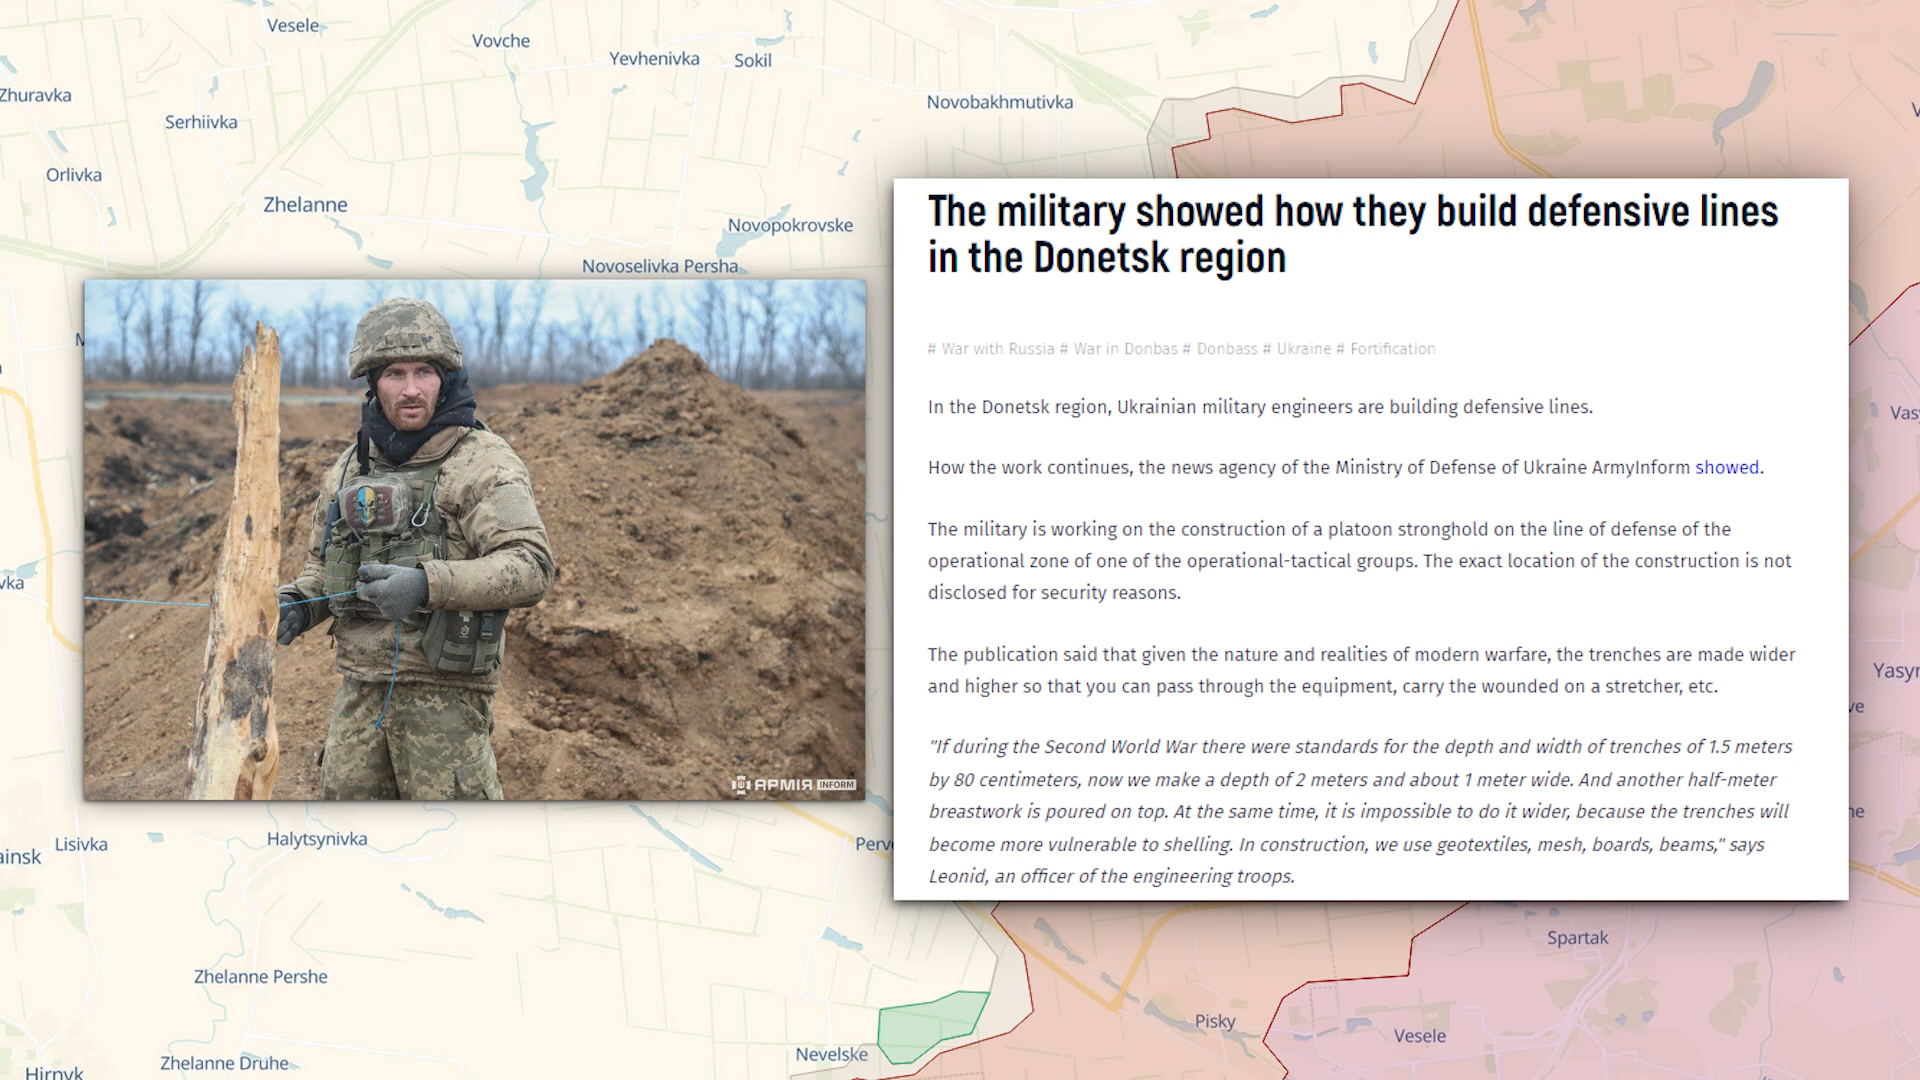 Vesele
Vovche
Yevhenivka
Sokil
Zhuravka
Novobakhmutivka
Serhiivka
Orlivka
Zhelanne
Novopokrovske
Novoselivka Persha
The military showed how they build defensive lines
in the Donetsk region
# War with Russia # War in Donbas # Donbass # Ukraine # Fortification
In the Donetsk region, Ukrainian military engineers are building defensive lines.
How the work continues, the news agency of the Ministry of Defense of Ukraine ArmyInform showed.
The military is working on the construction of a platoon stronghold on the line of defense of the
operational zone of one of the operational-tactical groups. The exact location of the construction is not
disclosed for security reasons.
The publication said that given the nature and realities of modern warfare, the trenches are made wider
and higher so that you can pass through the equipment, carry the wounded on a stretcher, etc.
"If during the Second World War there were standards for the depth and width of trenches of 1.5 meters
by 80 centimeters, now we make a depth of 2 meters and about 1 meter wide. And another half-meter
breastwork is poured on top. At the same time, it is impossible to do it wider, because the trenches will
become more vulnerable to shelling. In construction, we use geotextiles, mesh, boards, beams," says
Leonid, an officer of the engineering troops.
АРМІЯ INFORM
vka
Vas
Yasyn
ve
ne
Lisivka
Halytsynivka
Perv
ainsk
Spartak
Zhelanne Pershe
Pisky
Vesele
Nevelske
Zhelanne Druhe
Hirnyk